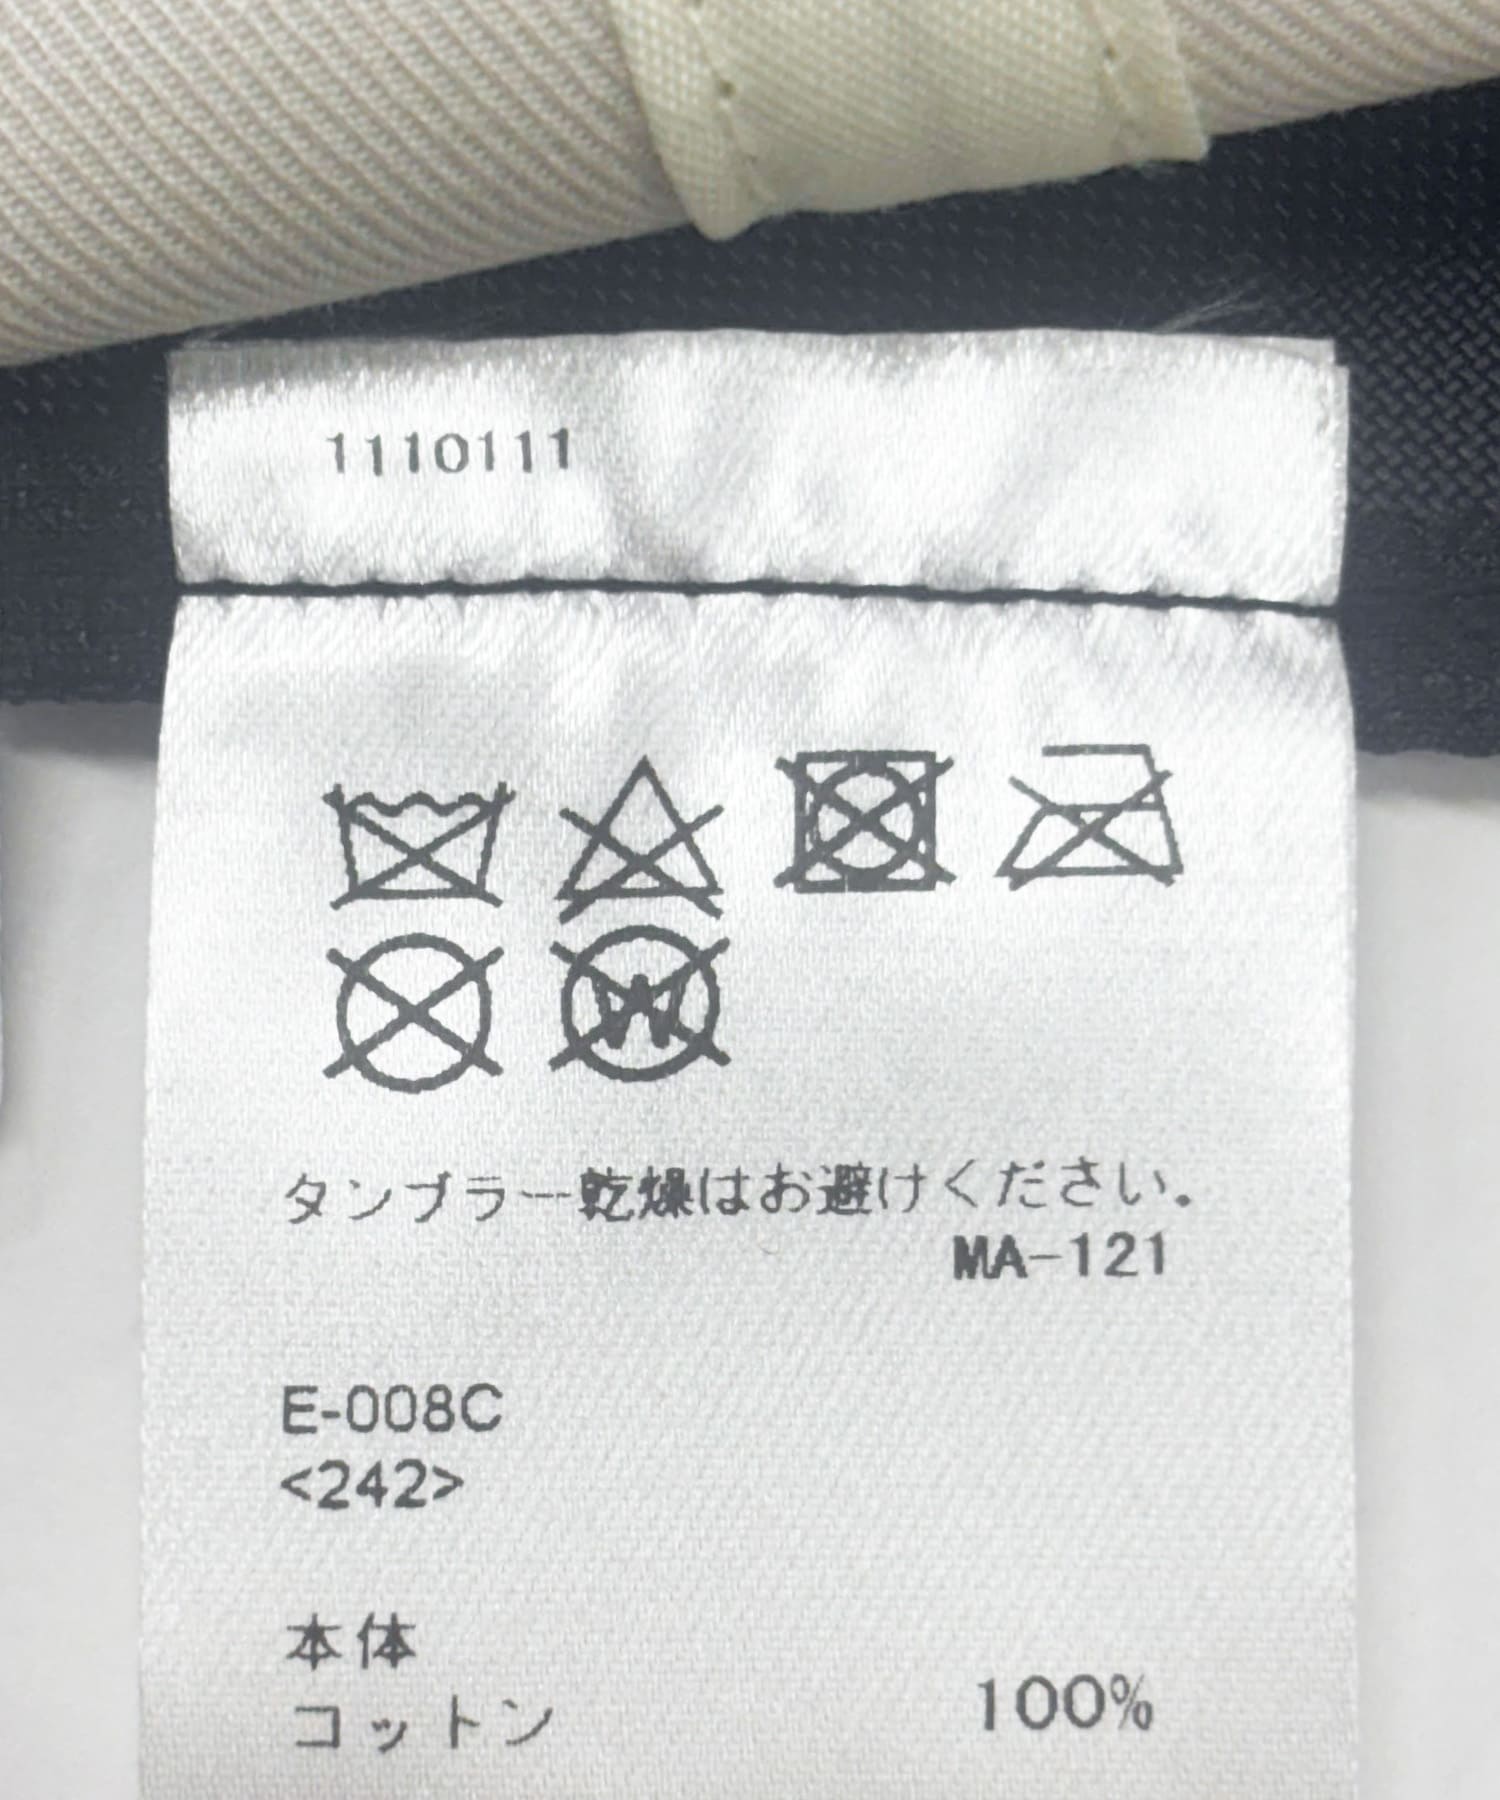 1110111
W
タンブラー乾燥はお避けください。
MA-121
E-008C
<242>
本体
コットン 100%